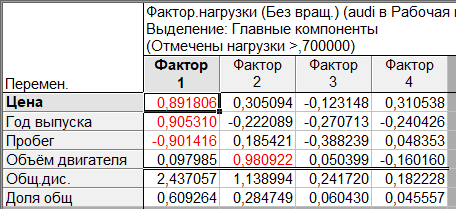 Фактор.нагрузки (Без вращ.) (audi в Рабочая
Выделение: Главные компоненты
(Отмечены нагрузки >,700000)
Перемен. Фактор 1 Фактор 2 Фактор 3 Фактор 4
Цена 0,891806 0,305094 -0,123148 0,310538
Год выпуска 0,905310 -0,222089 -0,270713 -0,240426
Пробег -0,901416 0,185421 -0,388239 0,048353
Объём двигателя 0,097985 0,980922 0,050399 -0,160160
Общ.дис. 2,437057 1,138994 0,241720 0,182228
Доля общ 0,609264 0,284749 0,060430 0,045557